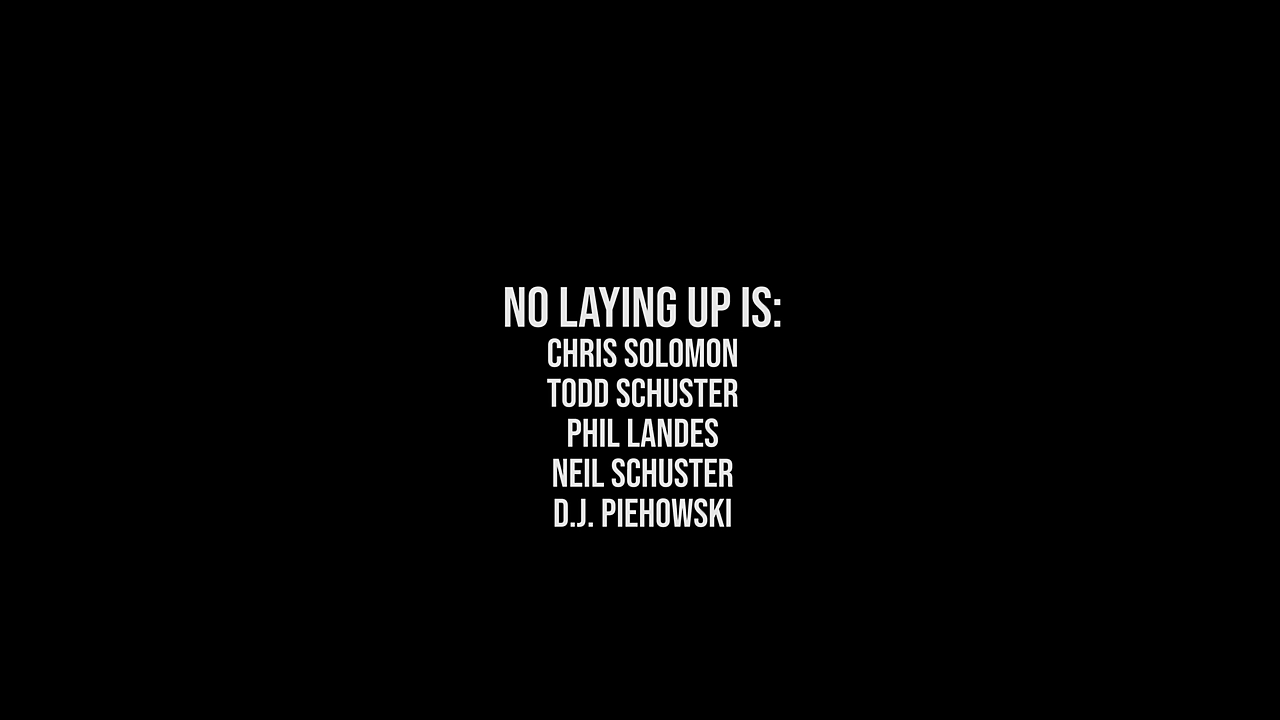 NO LAYING UP IS:
CHRIS SOLOMON
TODD SCHUSTER
PHIL LANDES
NEIL SCHUSTER
D.J. PIEHOWSKI